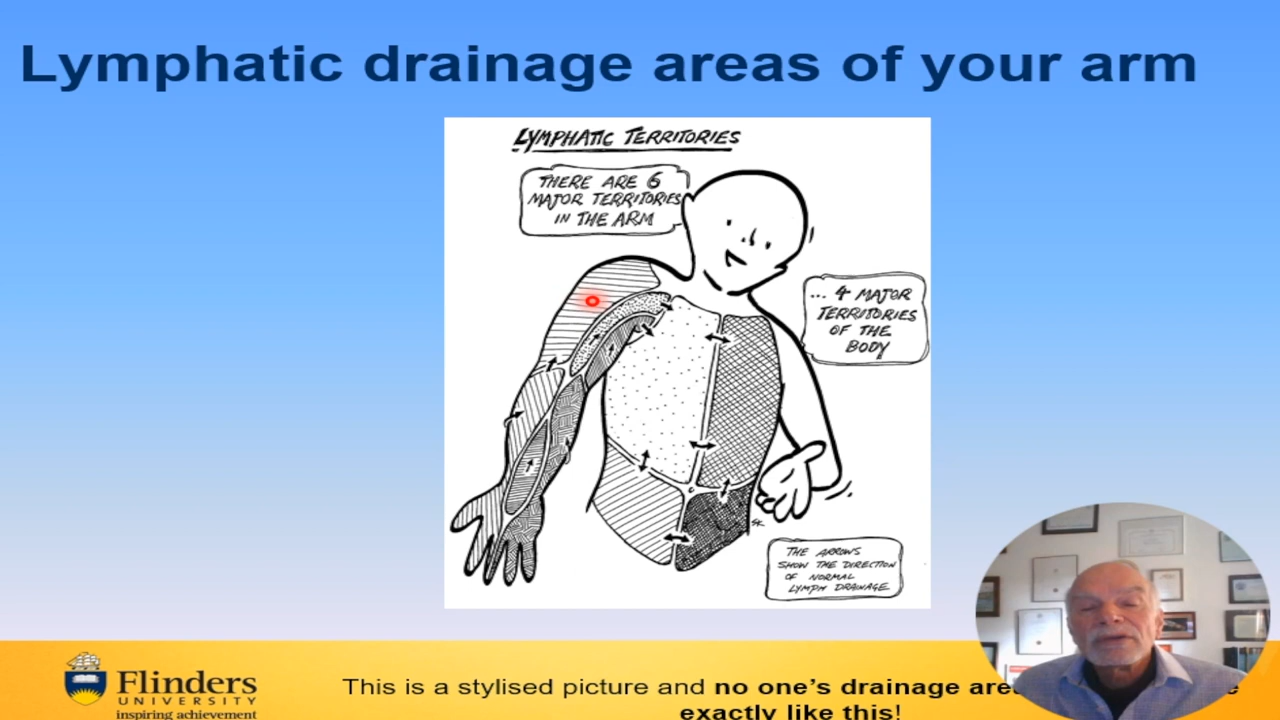 Lymphatic drainage areas of your arm
LYMPHATIC TERRITORIES
THERE ARE 6
MAJOR TERRITORIES
IN THE ARM
... 4 MAJOR
TERRITORIES
OF THE
BODY
THE ARROWS
SHOW THE DIRECTION
OF NORMAL
LYMPH DRAINAGE
Flinders
UNIVERSITY
inspiring achievement
This is a stylised picture and no one's drainage
exactly like this!